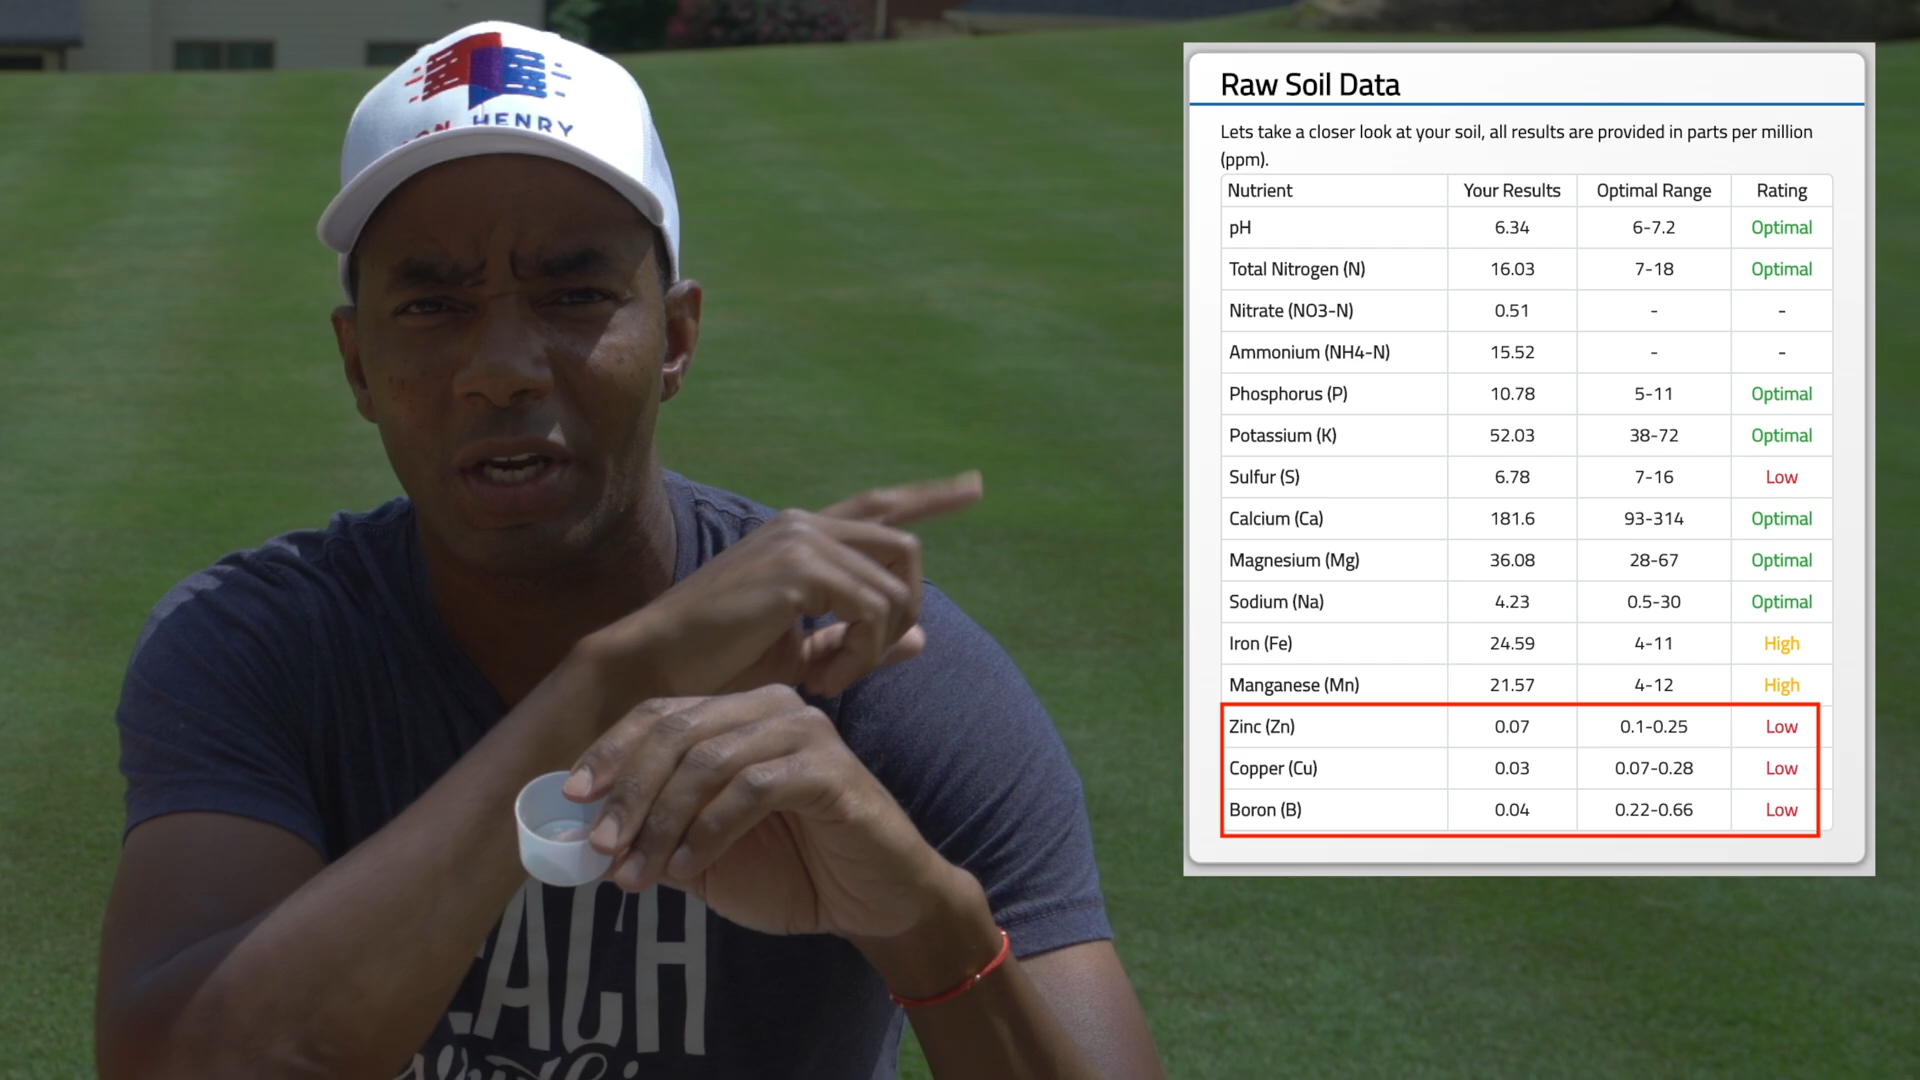 HENRY
Raw Soil Data
Lets take a closer look at your soil, all results are provided in parts per million
(ppm).
Nutrient Your Results Optimal Range Rating
pH 6.34 6-7.2 Optimal
Total Nitrogen (N) 16.03 7-18 Optimal
Nitrate (NO3-N) 0.51 - -
Ammonium (NH4-N) 15.52 - -
Phosphorus (P) 10.78 5-11 Optimal
Potassium (K) 52.03 38-72 Optimal
Sulfur (S) 6.78 7-16 Low
Calcium (Ca) 181.6 93-314 Optimal
Magnesium (Mg) 36.08 28-67 Optimal
Sodium (Na) 4.23 0.5-30 Optimal
Iron (Fe) 24.59 4-11 High
Manganese (Mn) 21.57 4-12 High
Zinc (Zn) 0.07 0.1-0.25 Low
Copper (Cu) 0.03 0.07-0.28 Low
Boron (B) 0.04 0.22-0.66 Low